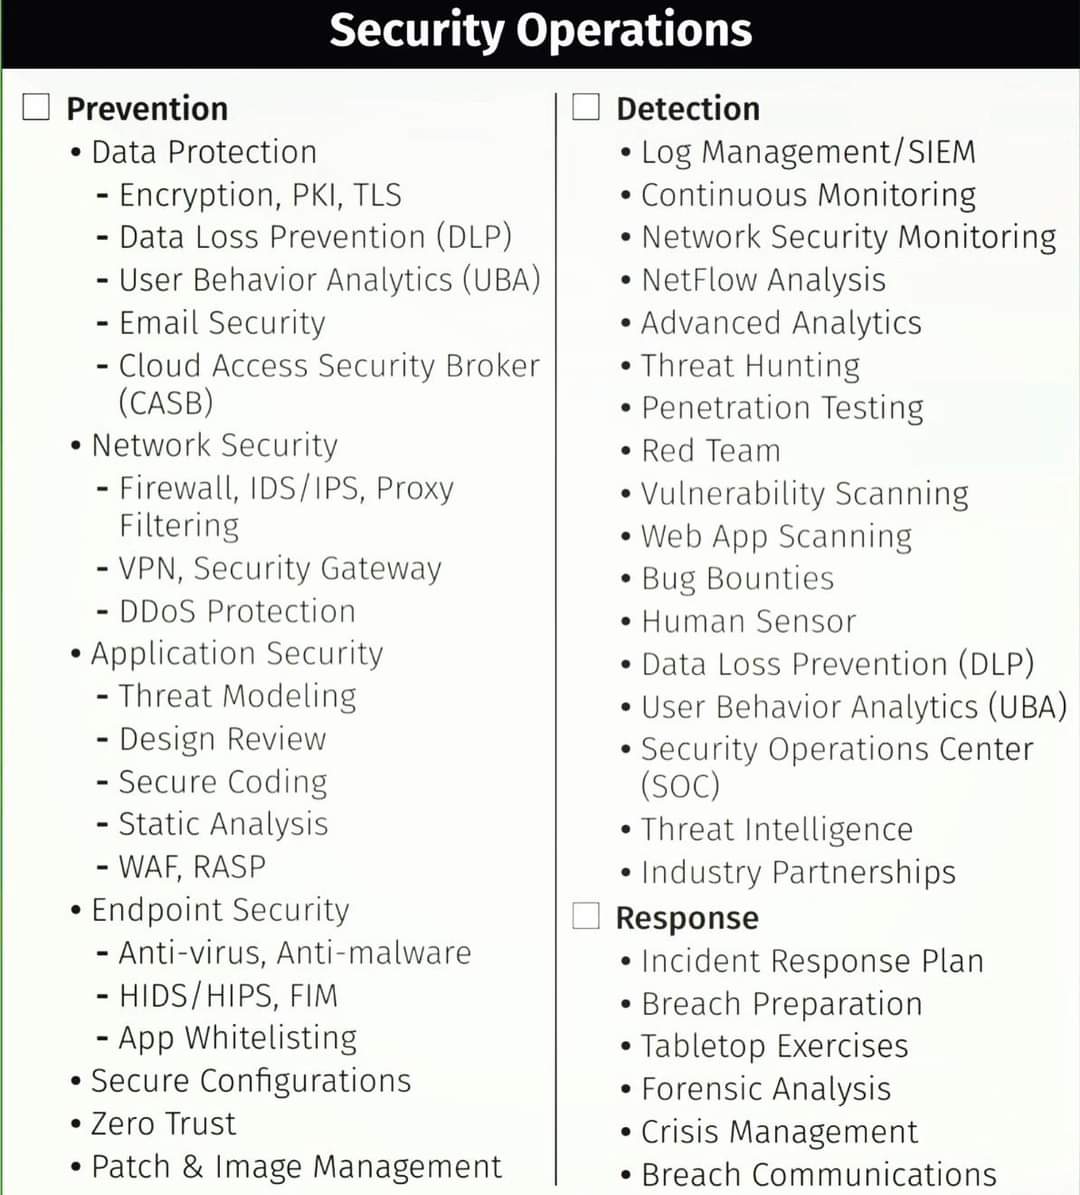 Security Operations
Prevention
• Data Protection
- Encryption, PKI, TLS
- Data Loss Prevention (DLP)
- User Behavior Analytics (UBA)
- Email Security
- Cloud Access Security Broker
(CASB)
• Network Security
- Firewall, IDS/IPS, Proxy
Filtering
- VPN, Security Gateway
- DDoS Protection
• Application Security
- Threat Modeling
- Design Review
- Secure Coding
- Static Analysis
- WAF, RASP
• Endpoint Security
- Anti-virus, Anti-malware
- HIDS/HIPS, FIM
- App Whitelisting
• Secure Configurations
• Zero Trust
• Patch & Image Management
Detection
• Log Management/SIEM
• Continuous Monitoring
• Network Security Monitoring
• NetFlow Analysis
• Advanced Analytics
• Threat Hunting
• Penetration Testing
• Red Team
• Vulnerability Scanning
• Web App Scanning
• Bug Bounties
• Human Sensor
• Data Loss Prevention (DLP)
• User Behavior Analytics (UBA)
• Security Operations Center
(SOC)
• Threat Intelligence
• Industry Partnerships
Response
• Incident Response Plan
• Breach Preparation
• Tabletop Exercises
• Forensic Analysis
• Crisis Management
• Breach Communications